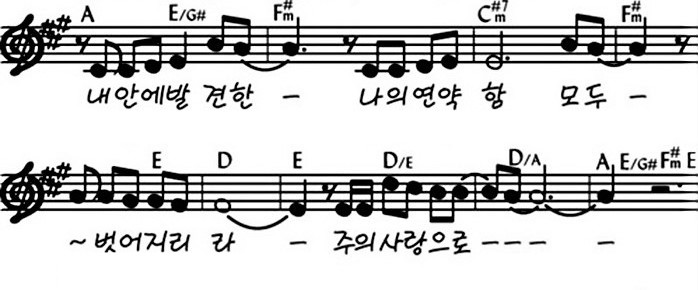 A E/G# F#m C#m7 F#m
내안에발 견한 – 나의연약 함 모두 –
E D E D/E D/A A E/G# F#m E
~ 벗어지리 라 – 주의사랑으로 – – – –